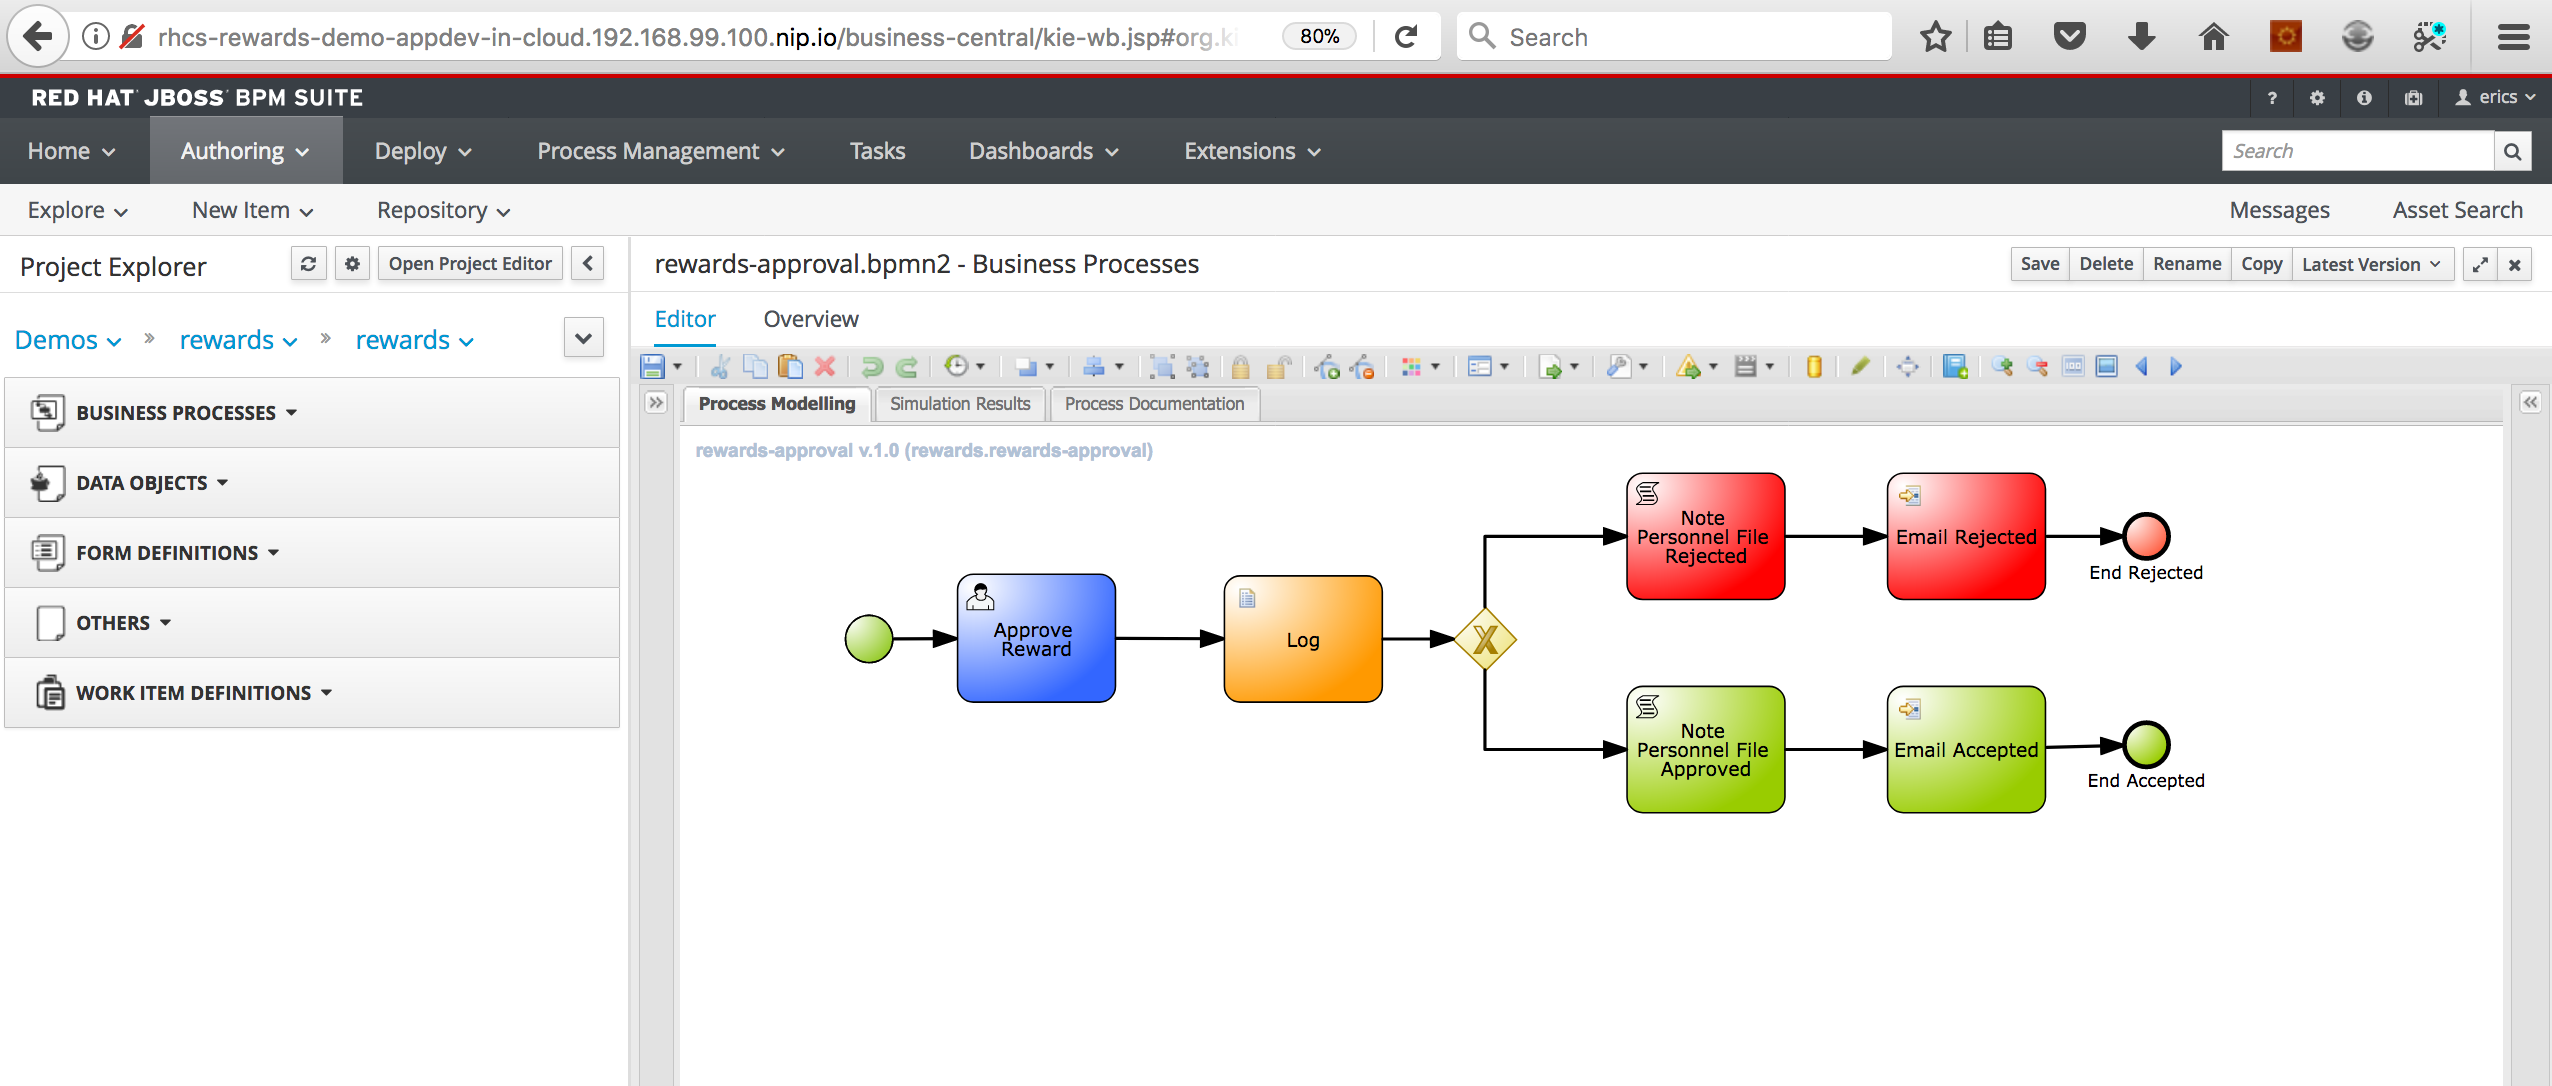 rhcs-rewards-demo-appdev-in-cloud.192.168.99.100.nip.io/business-central/kie-wb.jsp#org.ki
80%
Search
RED HAT JBOSS BPM SUITE
? erics
Home Authoring Deploy Process Management Tasks Dashboards Extensions
Search
Explore New Item Repository
Messages Asset Search
Project Explorer
Open Project Editor
rewards-approval.bpmn2 - Business Processes
Save Delete Rename Copy Latest Version
Demos » rewards » rewards
Editor Overview
BUSINESS PROCESSES
DATA OBJECTS
FORM DEFINITIONS
OTHERS
WORK ITEM DEFINITIONS
Process Modelling Simulation Results Process Documentation
rewards-approval v.1.0 (rewards.rewards-approval)
Approve
Reward
Log
X
Note
Personnel File
Rejected
Email Rejected
End Rejected
Note
Personnel File
Approved
Email Accepted
End Accepted